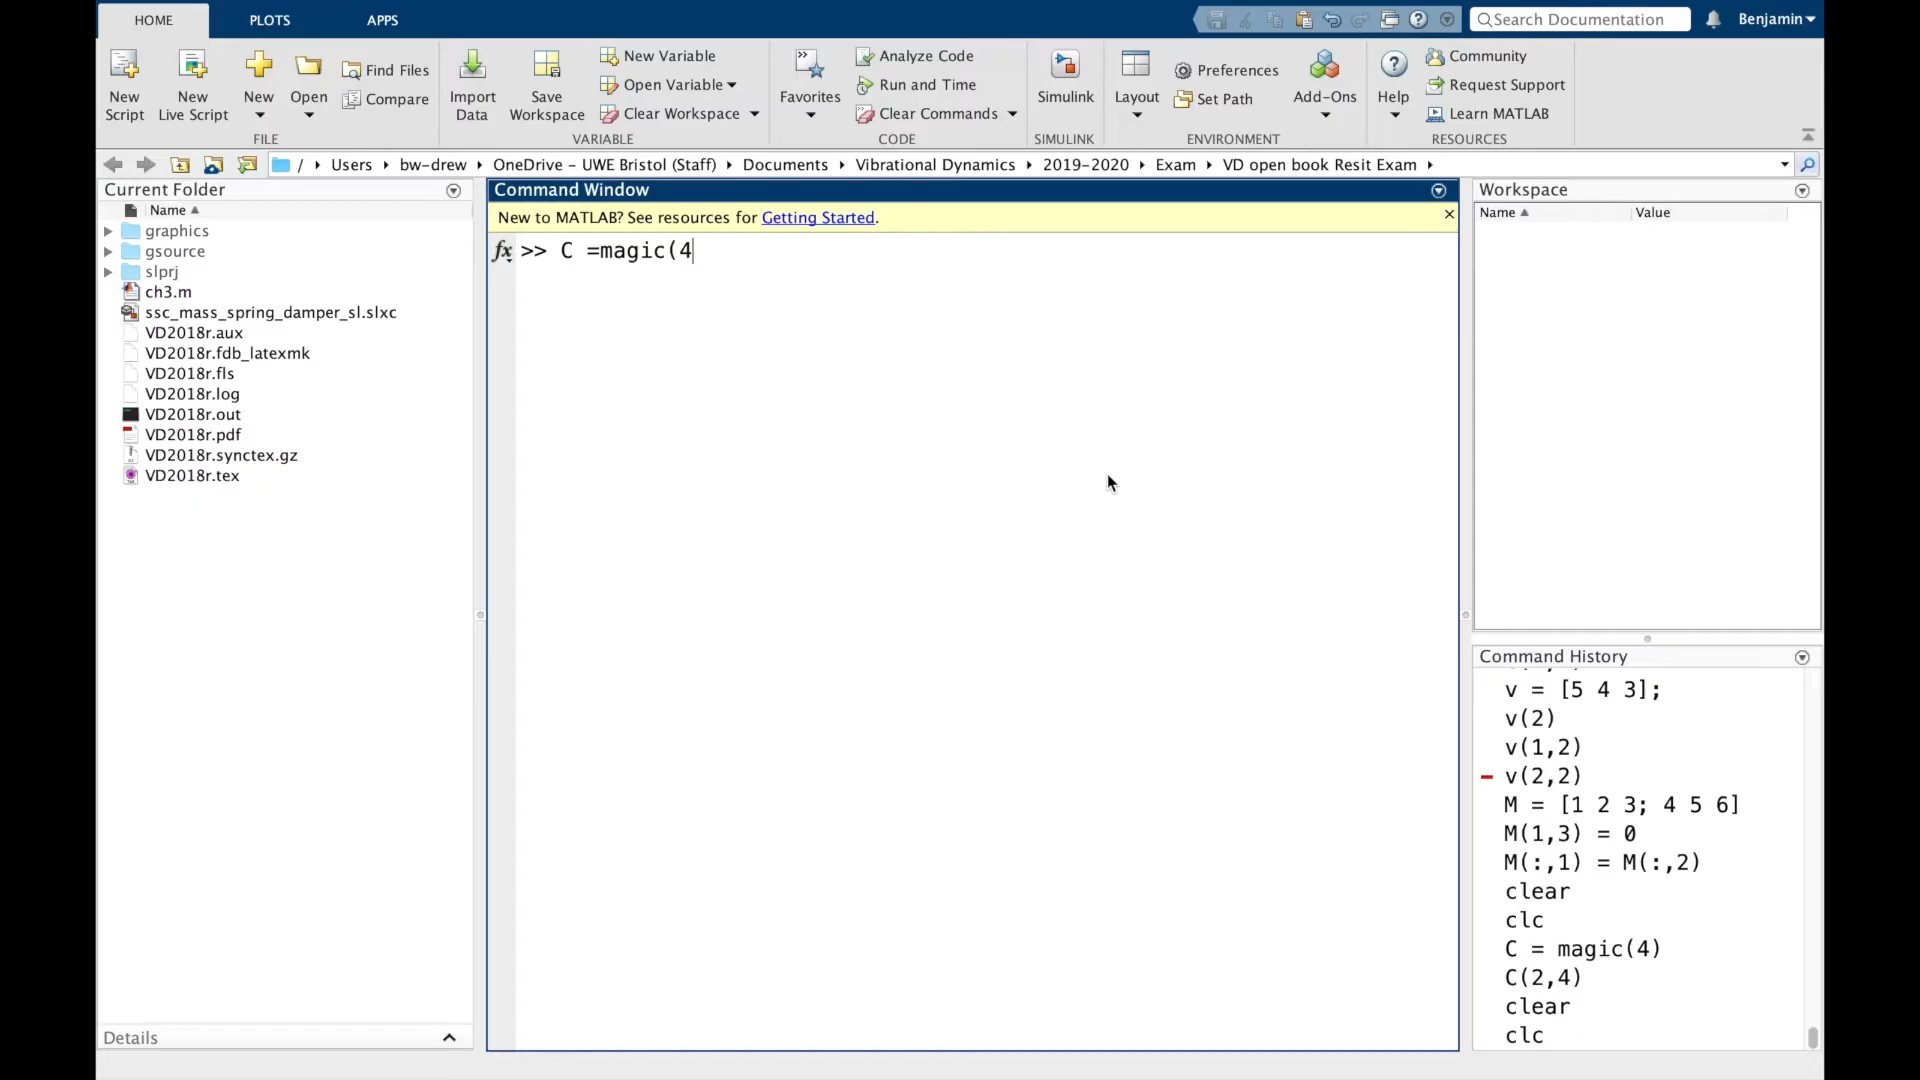 HOME PLOTS APPS
Search Documentation Benjamin
New Script
New Live Script
New
Open
Find Files
Compare
FILE
Import Data
Save Workspace
New Variable
Open Variable
Clear Workspace
VARIABLE
Favorites
Analyze Code
Run and Time
Clear Commands
CODE
Simulink
SIMULINK
Layout
Preferences
Set Path
Add-Ons
ENVIRONMENT
Help
Community
Request Support
Learn MATLAB
RESOURCES
/ Users bw-drew OneDrive – UWE Bristol (Staff) Documents Vibrational Dynamics 2019-2020 Exam VD open book Resit Exam
Current Folder
Name
graphics
gsource
slprj
ch3.m
ssc_mass_spring_damper_sl.slxc
VD2018r.aux
VD2018r.fdb_latexmk
VD2018r.fls
VD2018r.log
VD2018r.out
VD2018r.pdf
VD2018r.synctex.gz
VD2018r.tex
Details
Command Window
New to MATLAB? See resources for Getting Started.
fx >> C =magic(4
Workspace
Name Value
Command History
v = [5 4 3];
v(2)
v(1,2)
v(2,2)
M = [1 2 3; 4 5 6]
M(1,3) = 0
M(:,1) = M(:,2)
clear
clc
C = magic(4)
C(2,4)
clear
clc